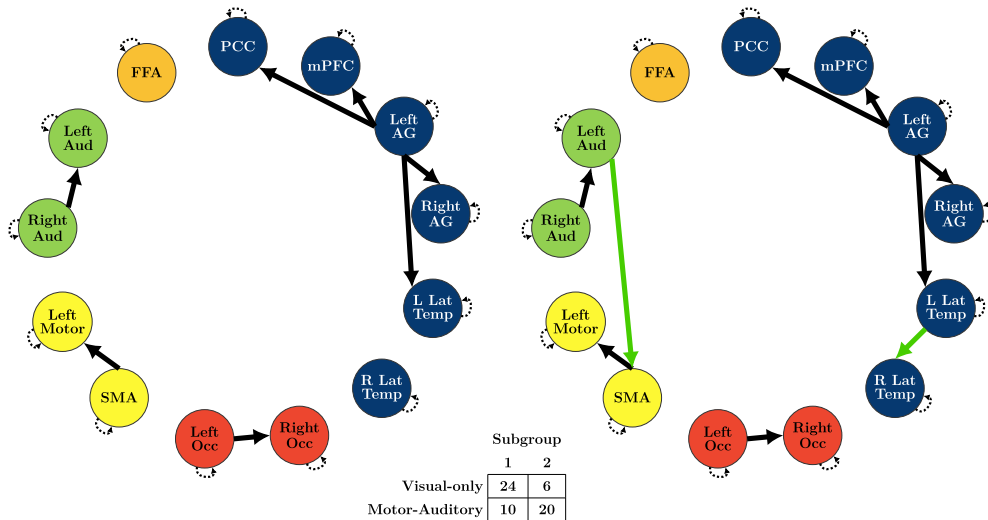 PCC
mPFC
FFA
Left
AG
Left
Aud
Right
AG
Right
Aud
L Lat
Temp
Left
Motor
R Lat
Temp
SMA
Left
Occ
Right
Occ
PCC
mPFC
FFA
Left
AG
Left
Aud
Right
AG
Right
Aud
L Lat
Temp
Left
Motor
R Lat
Temp
SMA
Left
Occ
Right
Occ
Subgroup
1 2
Visual-only 24 6
Motor-Auditory 10 20